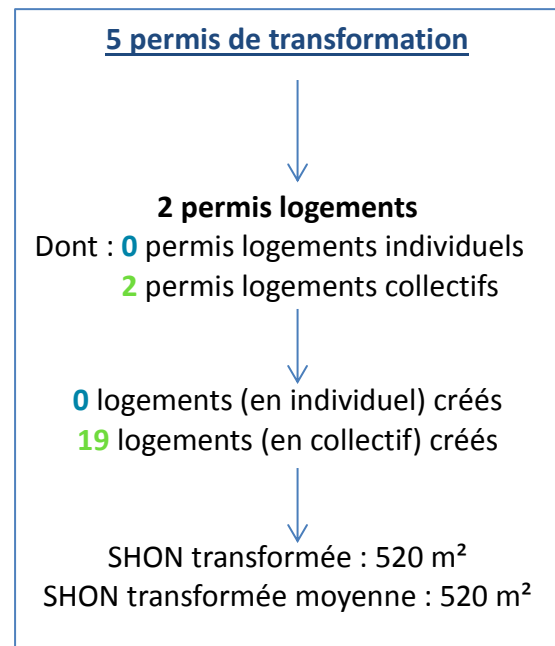 5 permis de transformation
2 permis logements
Dont : 0 permis logements individuels
2 permis logements collectifs
0 logements (en individuel) créés
19 logements (en collectif) créés
SHON transformée : 520 m²
SHON transformée moyenne : 520 m²